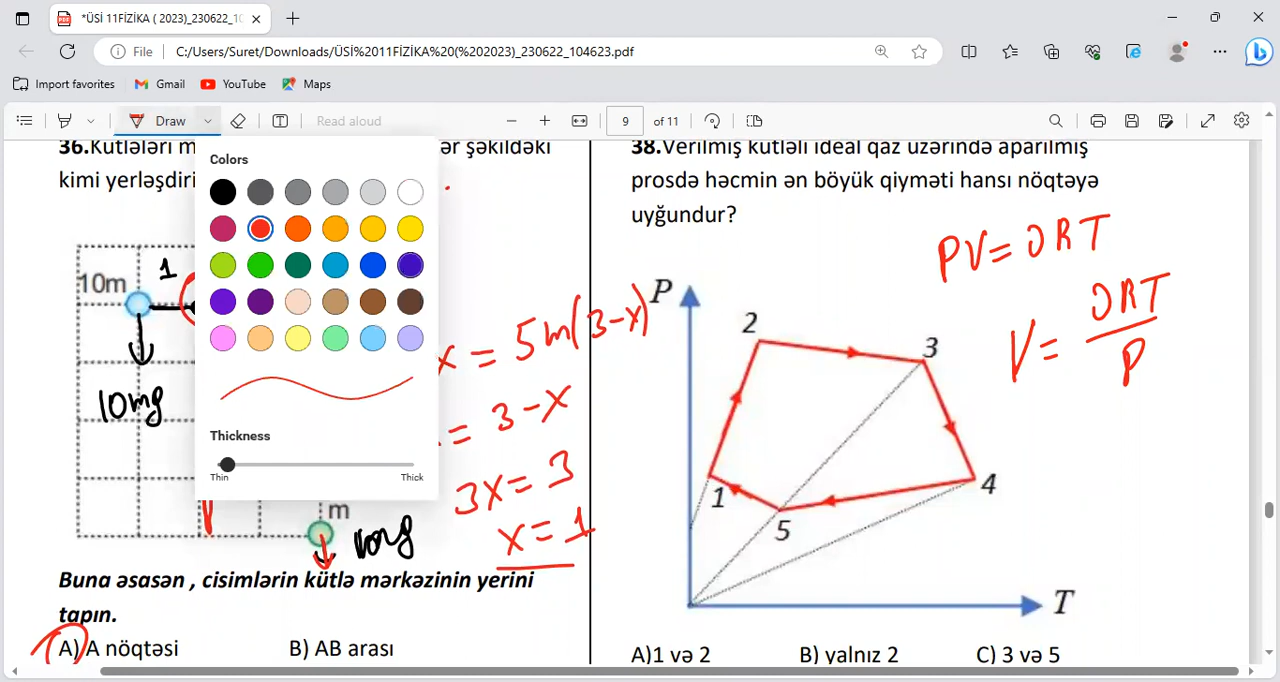 *ÜSİ 11FİZİKA ( 2023)_230622_10
File
C:/Users/Suret/Downloads/ÜSİ%2011FİZİKA%20(%202023)_230622_104623.pdf
Import favorites
Gmail
YouTube
Maps
Draw
Read aloud
9
of 11
36.Kütlələri m
ər şəkildəki
kimi yerləşdiri
Colors
Thickness
Thin
Thick
10m
1
10mg
x = 5m(3-x)
= 3-x
3x = 3
x = 1
m
10mg
Buna əsasən , cisimlərin kütlə mərkəzinin yerini
tapın.
A) A nöqtəsi
B) AB arası
38.Verilmiş kütləli ideal qaz üzərində aparılmış
prosdə həcmin ən böyük qiyməti hansı nöqtəyə
uyğundur?
PV = νRT
V = νRT
P
P
2
3
1
4
5
T
A)1 və 2
B) yalnız 2
C) 3 və 5